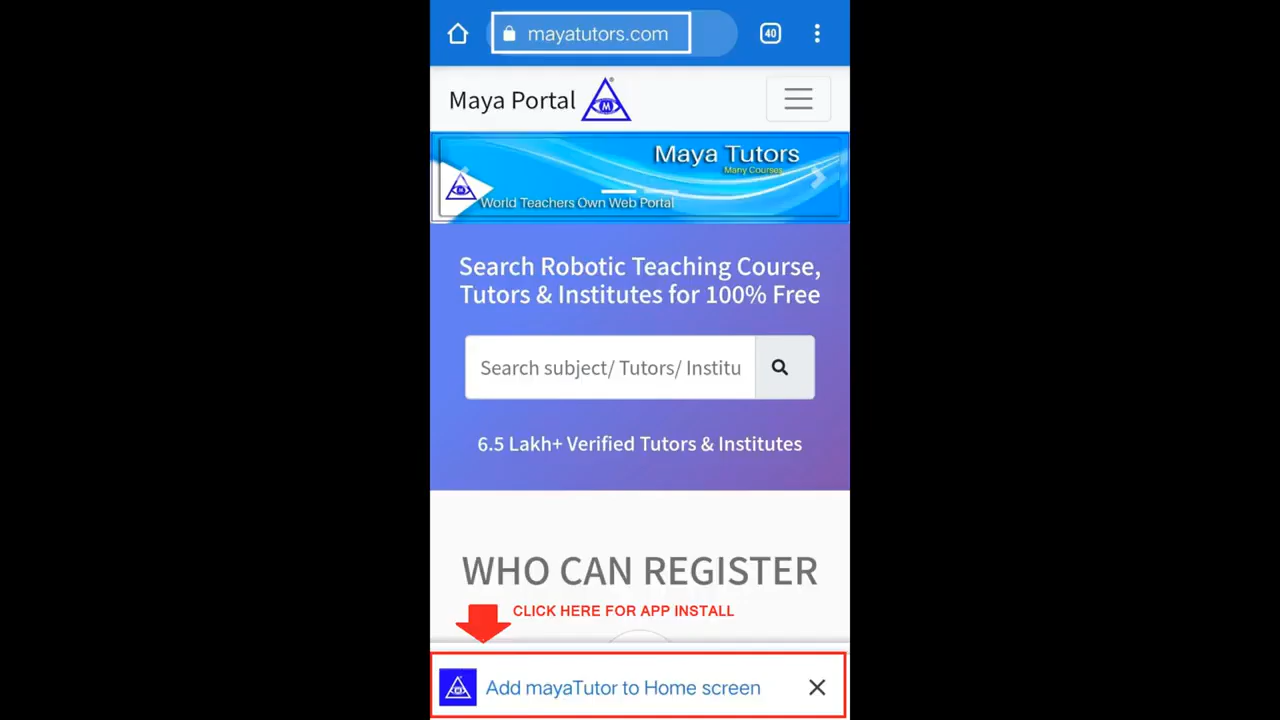 mayatutors.com
40
Maya Portal
M
Maya Tutors
Many Courses
World Teachers Own Web Portal
Search Robotic Teaching Course,
Tutors & Institutes for 100% Free
Search subject/ Tutors/ Institu
6.5 Lakh+ Verified Tutors & Institutes
WHO CAN REGISTER
CLICK HERE FOR APP INSTALL
Add mayaTutor to Home screen